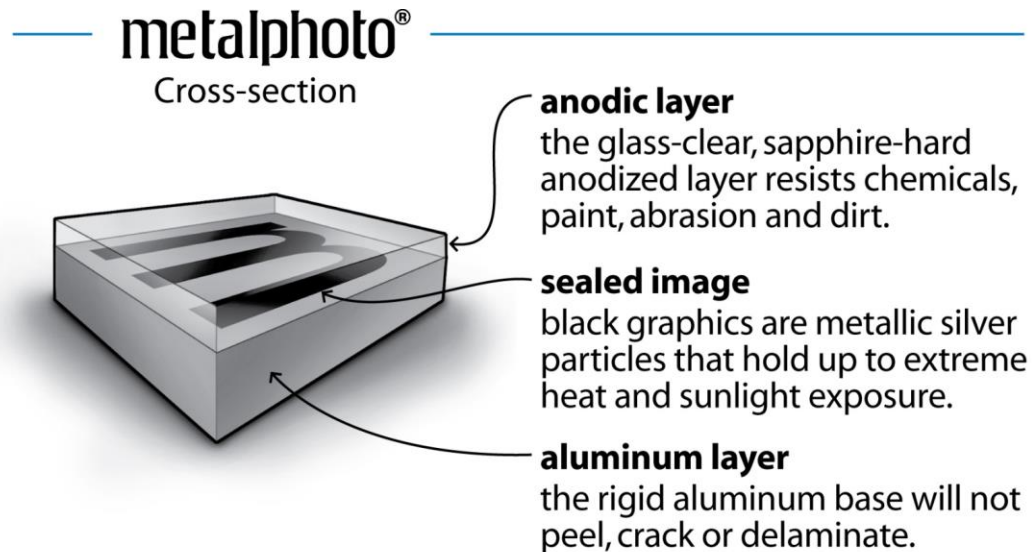 metalphoto®
Cross-section
anodic layer
the glass-clear, sapphire-hard
anodized layer resists chemicals,
paint, abrasion and dirt.
sealed image
black graphics are metallic silver
particles that hold up to extreme
heat and sunlight exposure.
aluminum layer
the rigid aluminum base will not
peel, crack or delaminate.